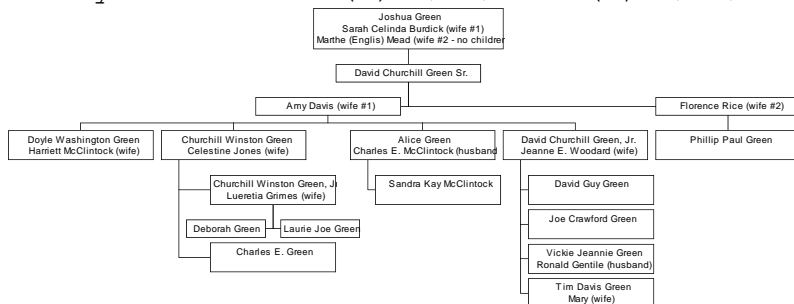 Joshua Green
Sarah Celinda Burdick (wife #1)
Marthe (Englis) Mead (wife #2 - no childrer
David Churchill Green Sr.
Amy Davis (wife #1)
Florence Rice (wife #2)
Doyle Washington Green
Harriett McClintock (wife)
Churchill Winston Green
Celestine Jones (wife)
Alice Green
Charles E. McClintock (husband
David Churchill Green, Jr.
Jeanne E. Woodard (wife)
Phillip Paul Green
Churchill Winston Green, Jr
Lueretia Grimes (wife)
Sandra Kay McClintock
David Guy Green
Deborah Green
Laurie Joe Green
Joe Crawford Green
Charles E. Green
Vickie Jeannie Green
Ronald Gentile (husband)
Tim Davis Green
Mary (wife)